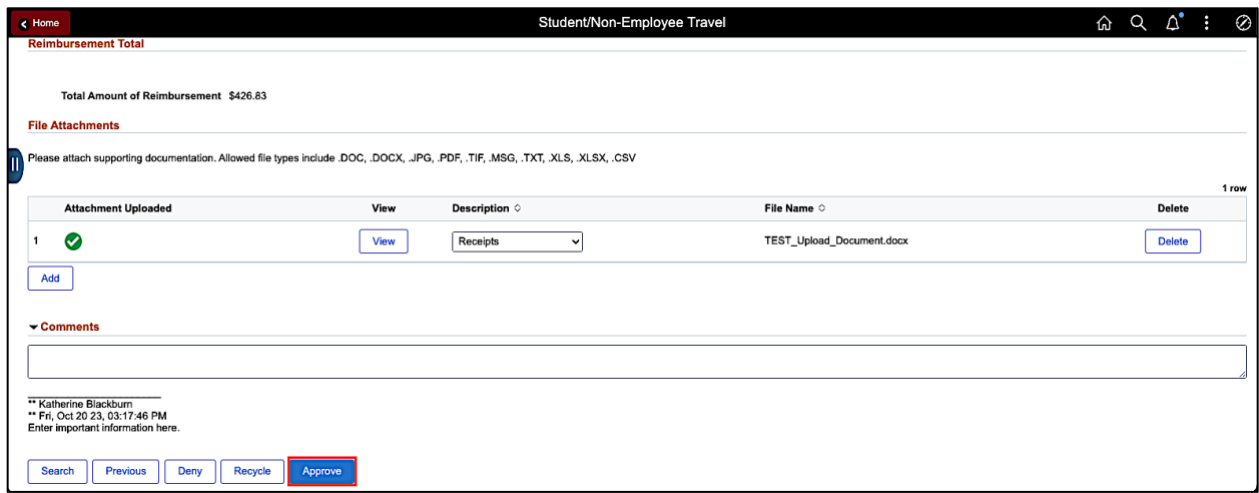 Home Student/Non-Employee Travel
Reimbursement Total
Total Amount of Reimbursement $426.83
File Attachments
Please attach supporting documentation. Allowed file types include .DOC, .DOCX, .JPG, .PDF, .TIF, .MSG, .TXT, .XLS, .XLSX, .CSV
1 row
Attachment Uploaded View Description File Name Delete
1 View Receipts TEST_Upload_Document.docx Delete
Add
Comments
** Katherine Blackburn
** Fri, Oct 20 23, 03:17:46 PM
Enter important information here.
Search Previous Deny Recycle Approve